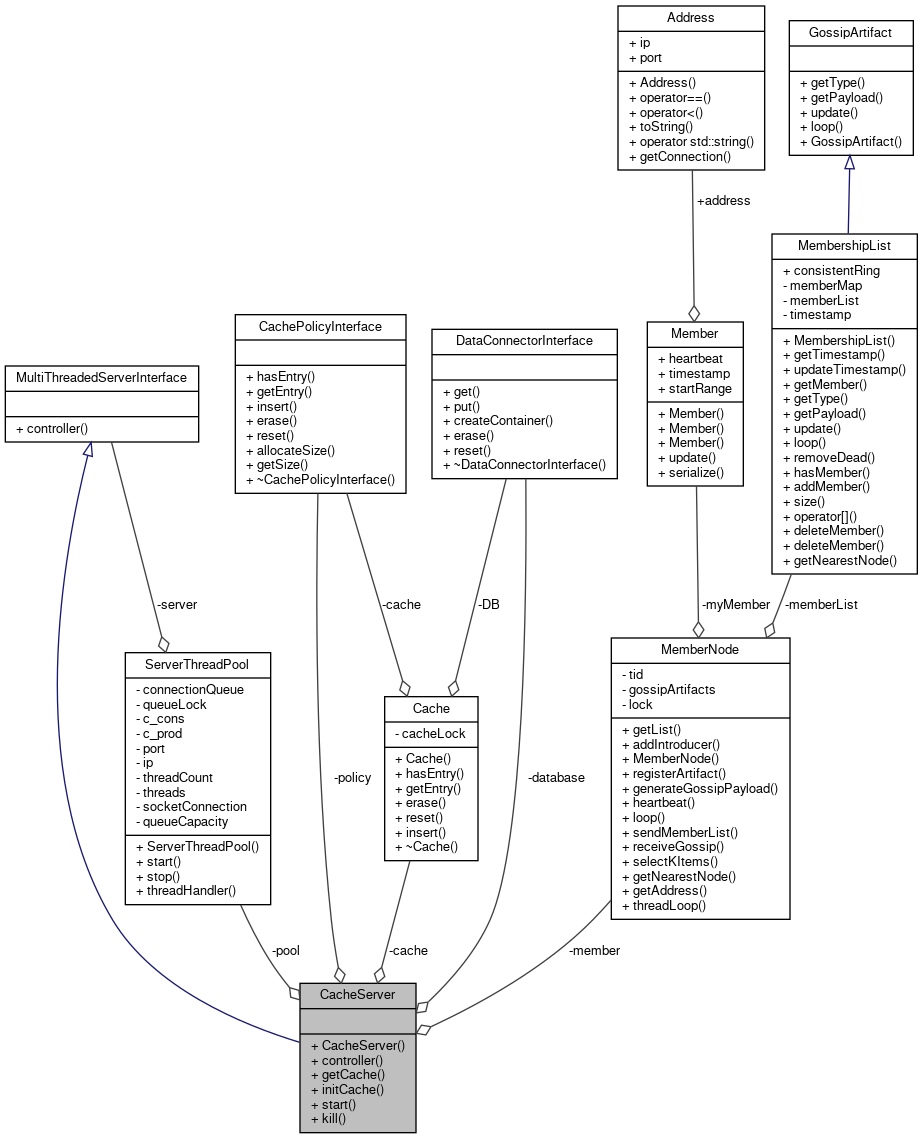 Address
+ ip
+ port
+ Address()
+ operator==()
+ operator<()
+ toString()
+ operator std::string()
+ getConnection()
GossipArtifact
+ getType()
+ getPayload()
+ update()
+ loop()
+ GossipArtifact()
+address
MembershipList
+ consistentRing
- memberMap
- memberList
- timestamp
+ MembershipList()
+ getTimestamp()
+ updateTimestamp()
+ getMember()
+ getType()
+ getPayload()
+ update()
+ loop()
+ removeDead()
+ hasMember()
+ addMember()
+ size()
+ operator[]()
+ deleteMember()
+ deleteMember()
+ getNearestNode()
CachePolicyInterface
+ hasEntry()
+ getEntry()
+ insert()
+ erase()
+ reset()
+ allocateSize()
+ getSize()
+ ~CachePolicyInterface()
DataConnectorInterface
+ get()
+ put()
+ createContainer()
+ erase()
+ reset()
+ ~DataConnectorInterface()
Member
+ heartbeat
+ timestamp
+ startRange
+ Member()
+ Member()
+ Member()
+ update()
+ serialize()
MultiThreadedServerInterface
+ controller()
-server
-cache
-DB
-myMember
-memberList
ServerThreadPool
- connectionQueue
- queueLock
- c_cons
- c_prod
- port
- ip
- threadCount
- threads
- socketConnection
- queueCapacity
+ ServerThreadPool()
+ start()
+ stop()
+ threadHandler()
-policy
Cache
- cacheLock
+ Cache()
+ hasEntry()
+ getEntry()
+ erase()
+ reset()
+ insert()
+ ~Cache()
-database
MemberNode
- tid
- gossipArtifacts
- lock
+ getList()
+ addIntroducer()
+ MemberNode()
+ registerArtifact()
+ generateGossipPayload()
+ heartbeat()
+ loop()
+ sendMemberList()
+ receiveGossip()
+ selectKItems()
+ getNearestNode()
+ getAddress()
+ threadLoop()
-pool
-cache
-member
CacheServer
+ CacheServer()
+ controller()
+ getCache()
+ initCache()
+ start()
+ kill()